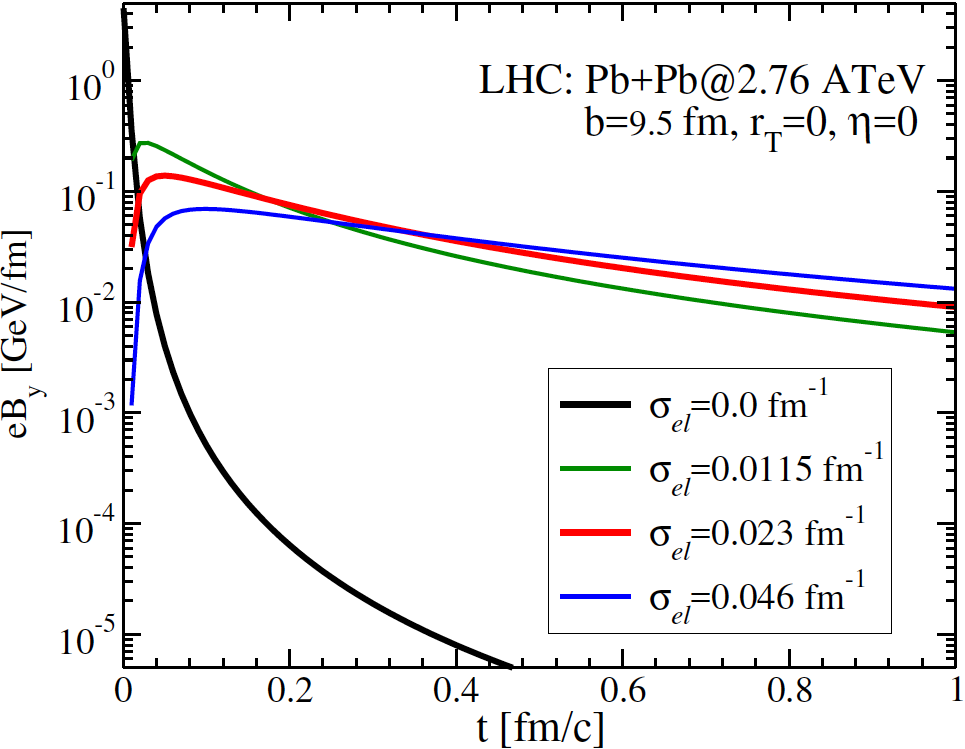 LHC: Pb+Pb@2.76 ATeV
b=9.5 fm, r_T=0, η=0
eB_y [GeV/fm]
10^0
10^-1
10^-2
10^-3
10^-4
10^-5
σ_el=0.0 fm^-1
σ_el=0.0115 fm^-1
σ_el=0.023 fm^-1
σ_el=0.046 fm^-1
0 0.2 0.4 0.6 0.8 1
t [fm/c]